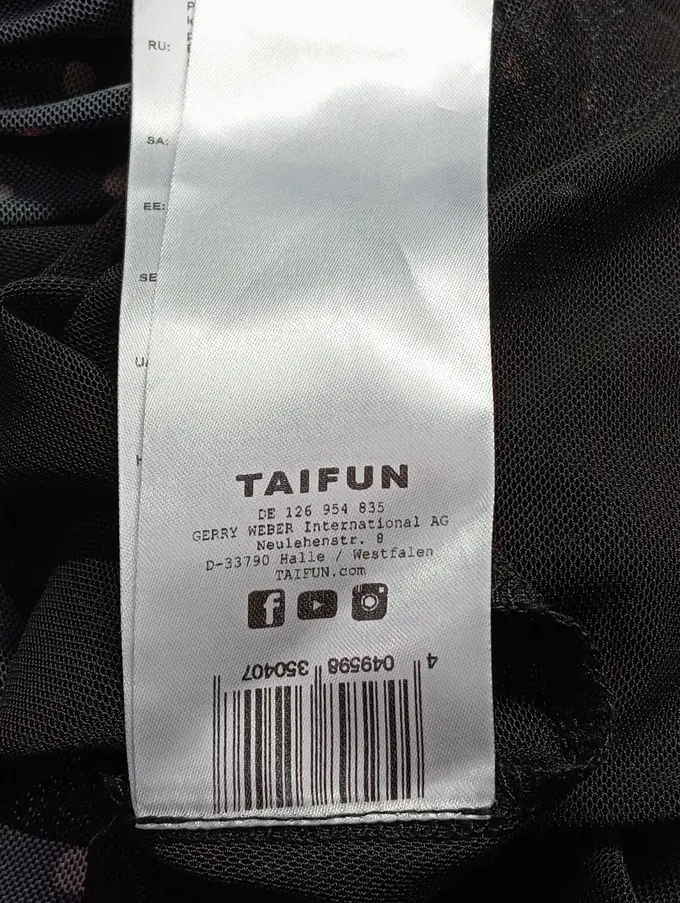 RU:
SA:
EE:
SE
TAIFUN
DE 126 954 835
GERRY WEBER International AG
Neulehenstr. 8
D-33790 Halle / Westfalen
TAIFUN.com
4 049598 350407